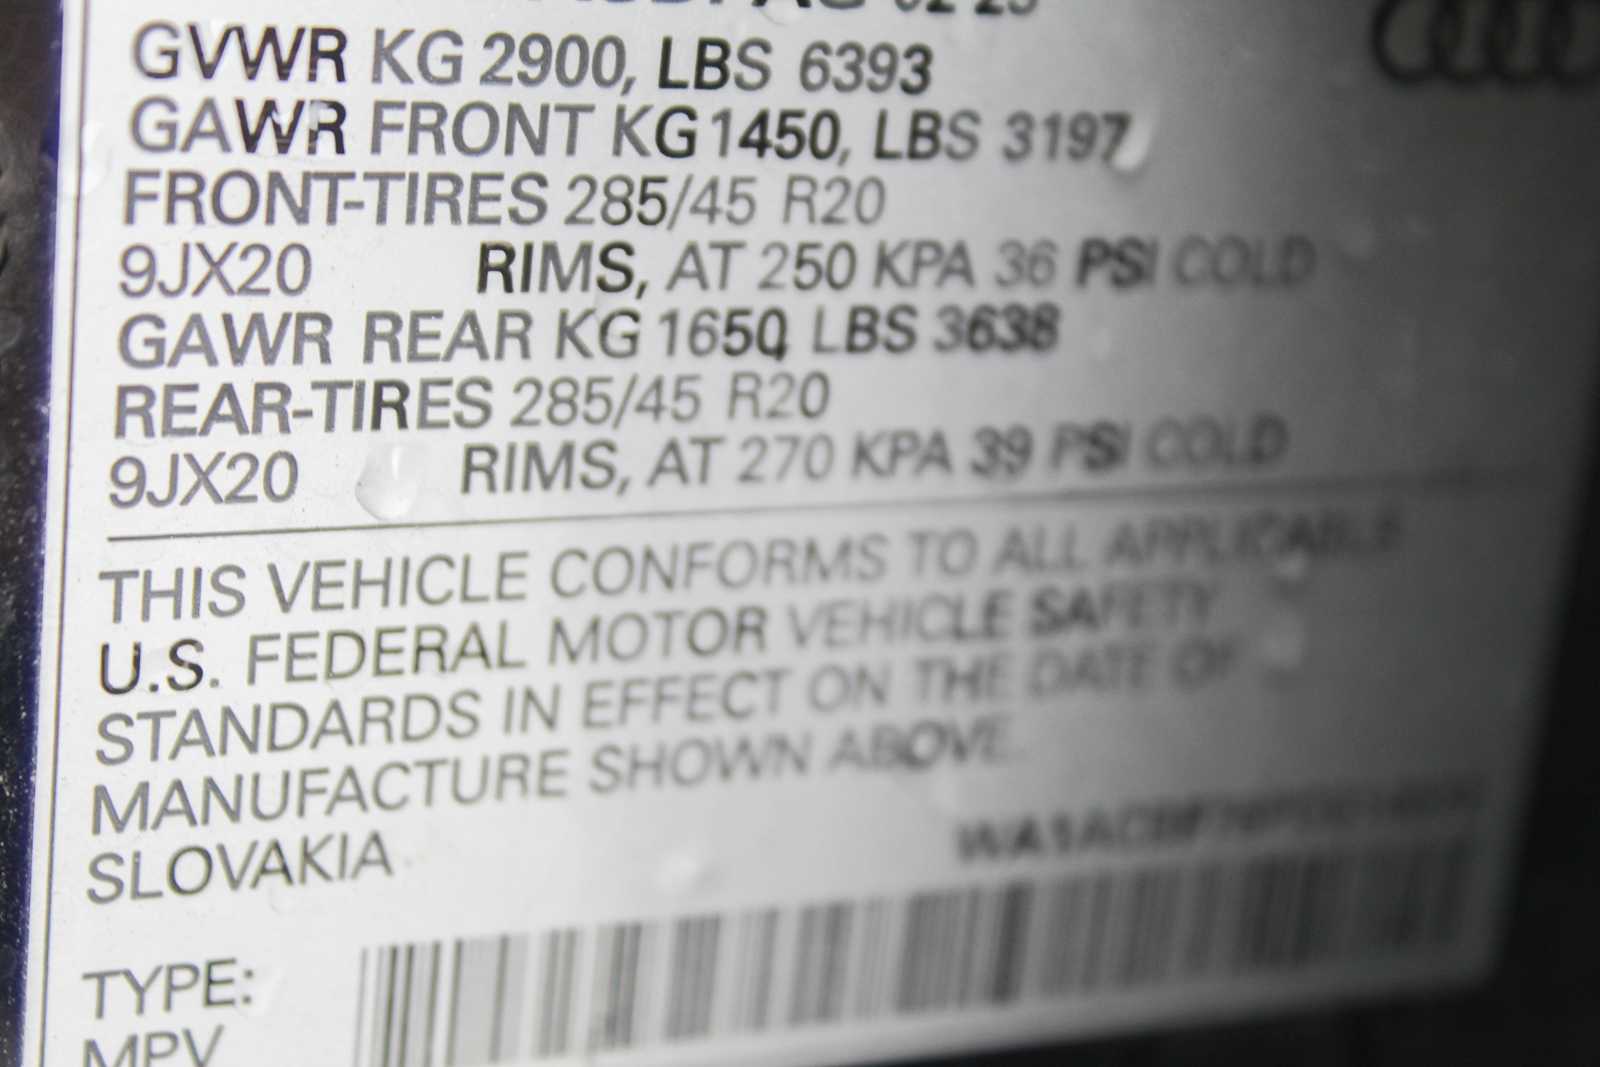 GVWR KG 2900, LBS 6393
GAWR FRONT KG 1450, LBS 3197
FRONT-TIRES 285/45 R20
9JX20 RIMS, AT 250 KPA 36 PSI COLD
GAWR REAR KG 1650, LBS 3638
REAR-TIRES 285/45 R20
9JX20 RIMS, AT 270 KPA 39 PSI COLD
THIS VEHICLE CONFORMS TO ALL APPLICABLE
U.S. FEDERAL MOTOR VEHICLE SAFETY
STANDARDS IN EFFECT ON THE DATE OF
MANUFACTURE SHOWN ABOVE.
SLOVAKIA
TYPE:
MPV